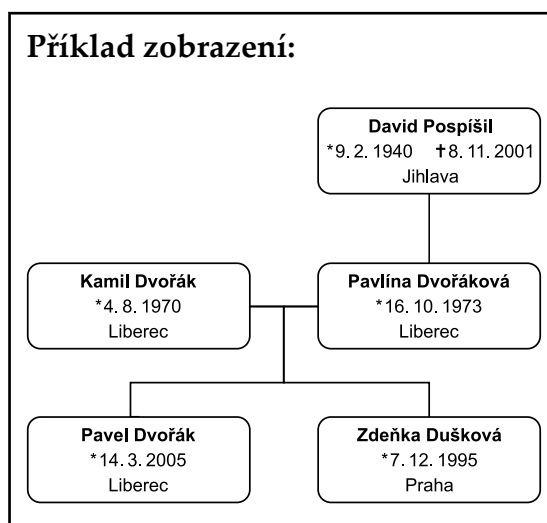 Příklad zobrazení:
David Pospíšil
*9. 2. 1940 ✝8. 11. 2001
Jihlava
Kamil Dvořák
*4. 8. 1970
Liberec
Pavlína Dvořáková
*16. 10. 1973
Liberec
Pavel Dvořák
*14. 3. 2005
Liberec
Zdeňka Dušková
*7. 12. 1995
Praha